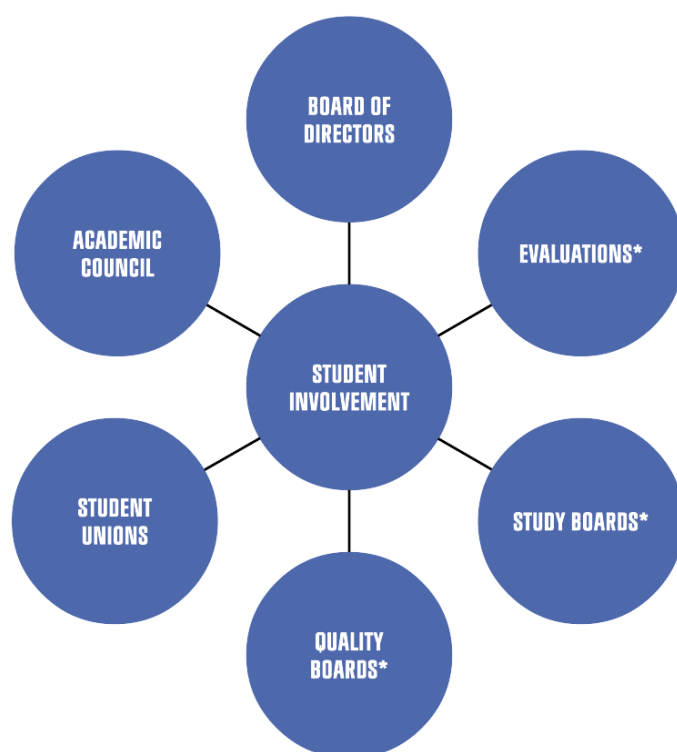 BOARD OF
DIRECTORS
ACADEMIC
COUNCIL
EVALUATIONS*
STUDENT
INVOLVEMENT
STUDENT
UNIONS
STUDY BOARDS*
QUALITY
BOARDS*